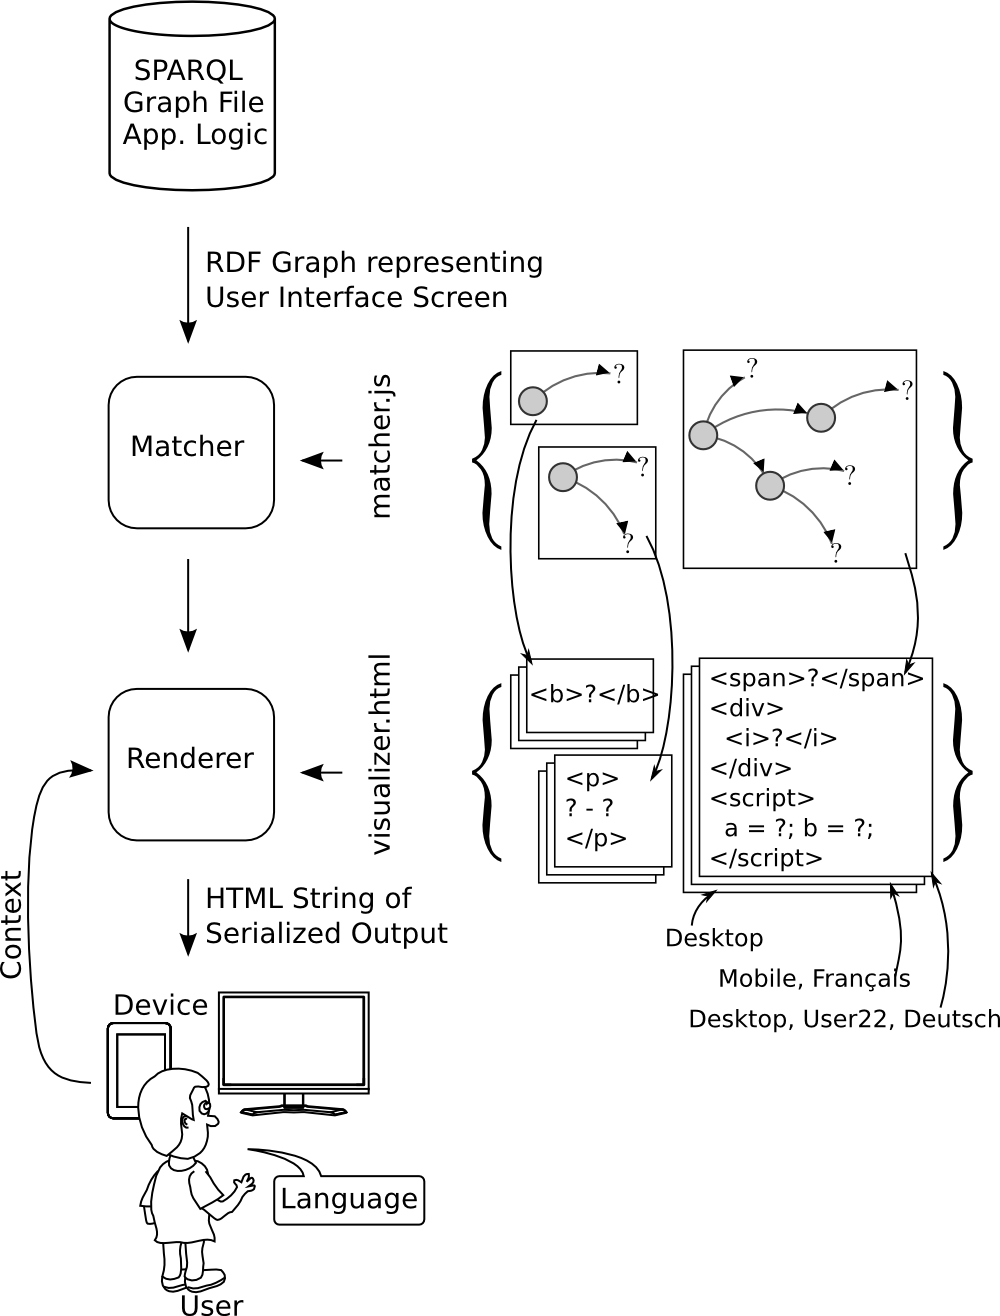 SPARQL
Graph File
App. Logic
RDF Graph representing
User Interface Screen
Matcher
matcher.js
?
?
?
?
?
?
?
Renderer
visualizer.html
<b>?</b>
<p>
? - ?
</p>
<span>?</span>
<div>
<i>?</i>
</div>
<script>
a = ?; b = ?;
</script>
Desktop
Mobile, Français
Desktop, User22, Deutsch
HTML String of
Serialized Output
Context
Device
Language
User